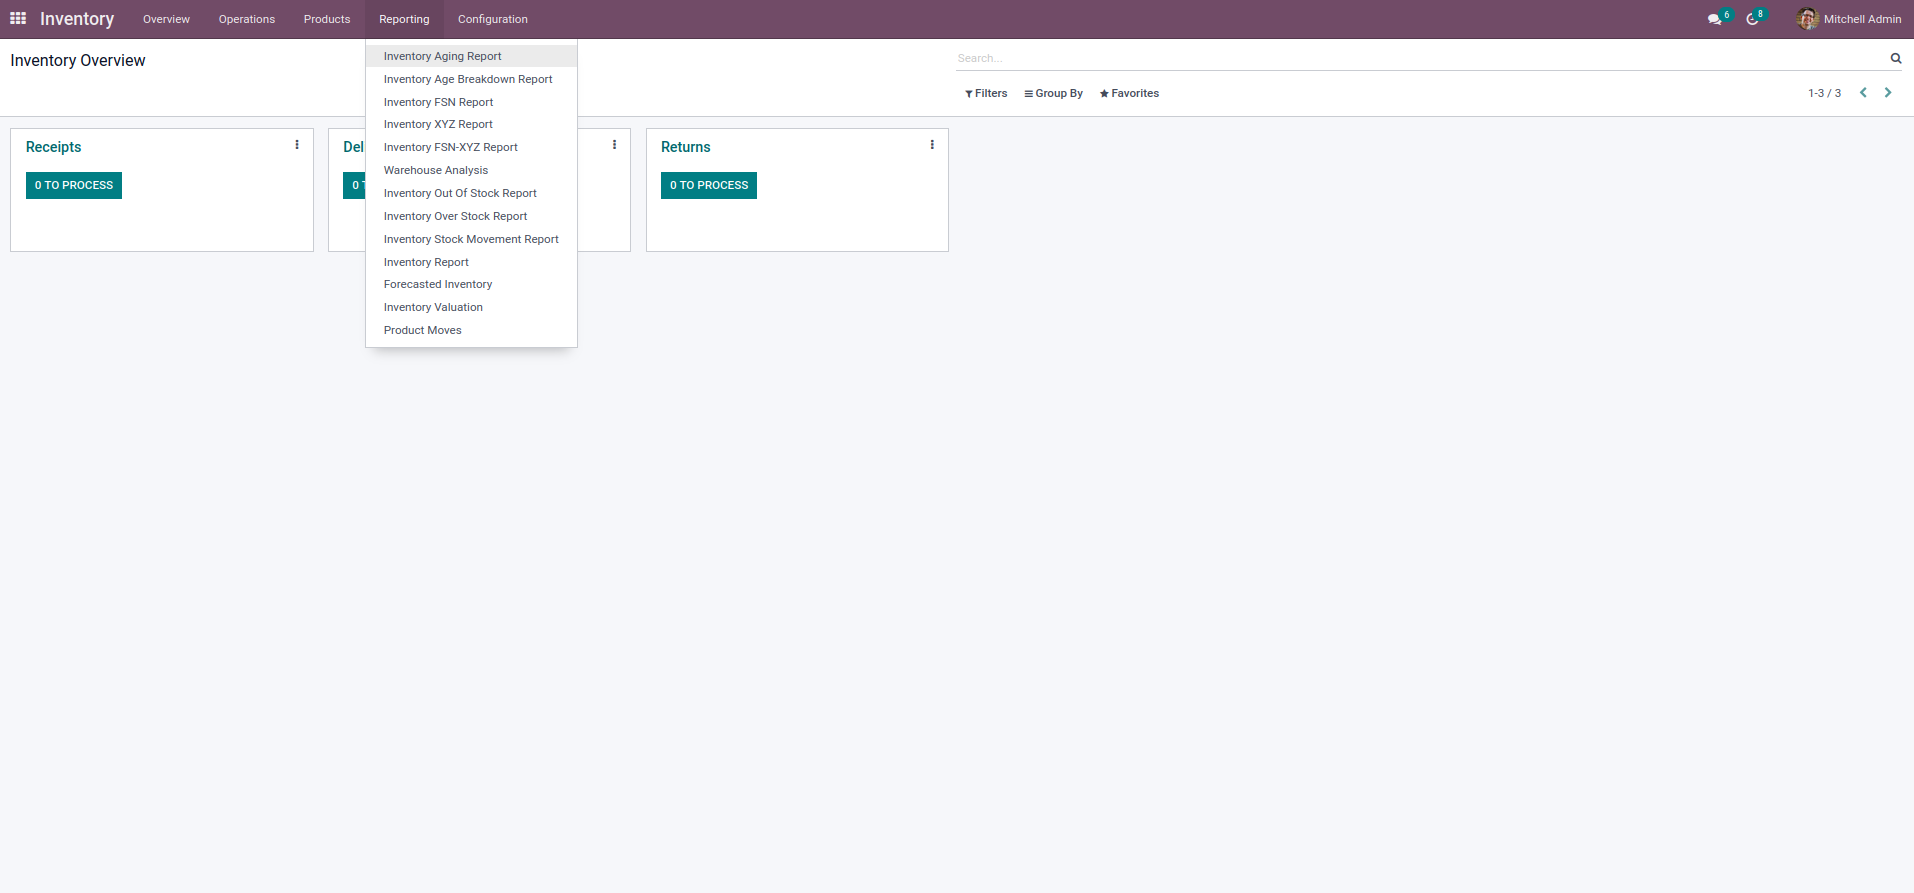 Inventory Overview Operations Products Reporting Configuration 6 8 Mitchell Admin
Inventory Overview
Search...
Filters Group By Favorites 1-3 / 3
Inventory Aging Report
Inventory Age Breakdown Report
Inventory FSN Report
Inventory XYZ Report
Inventory FSN-XYZ Report
Warehouse Analysis
Inventory Out Of Stock Report
Inventory Over Stock Report
Inventory Stock Movement Report
Inventory Report
Forecasted Inventory
Inventory Valuation
Product Moves
Receipts
0 TO PROCESS
Del
0 T
Returns
0 TO PROCESS